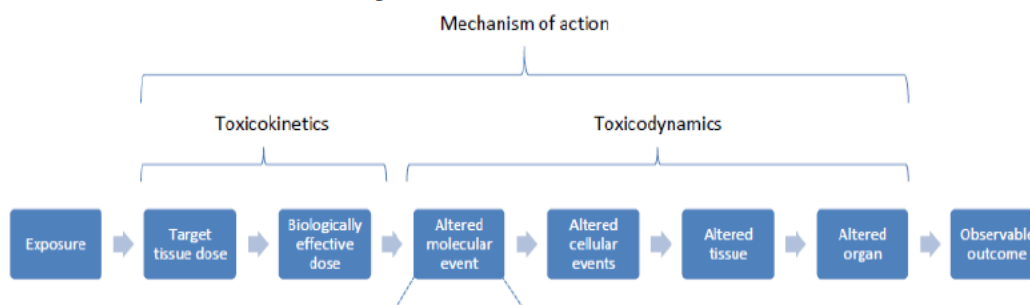 Mechanism of action
Toxicokinetics
Toxicodynamics
Exposure
Target
tissue dose
Biologically
effective
dose
Altered
molecular
event
Altered
cellular
events
Altered
tissue
Altered
organ
Observable
outcome